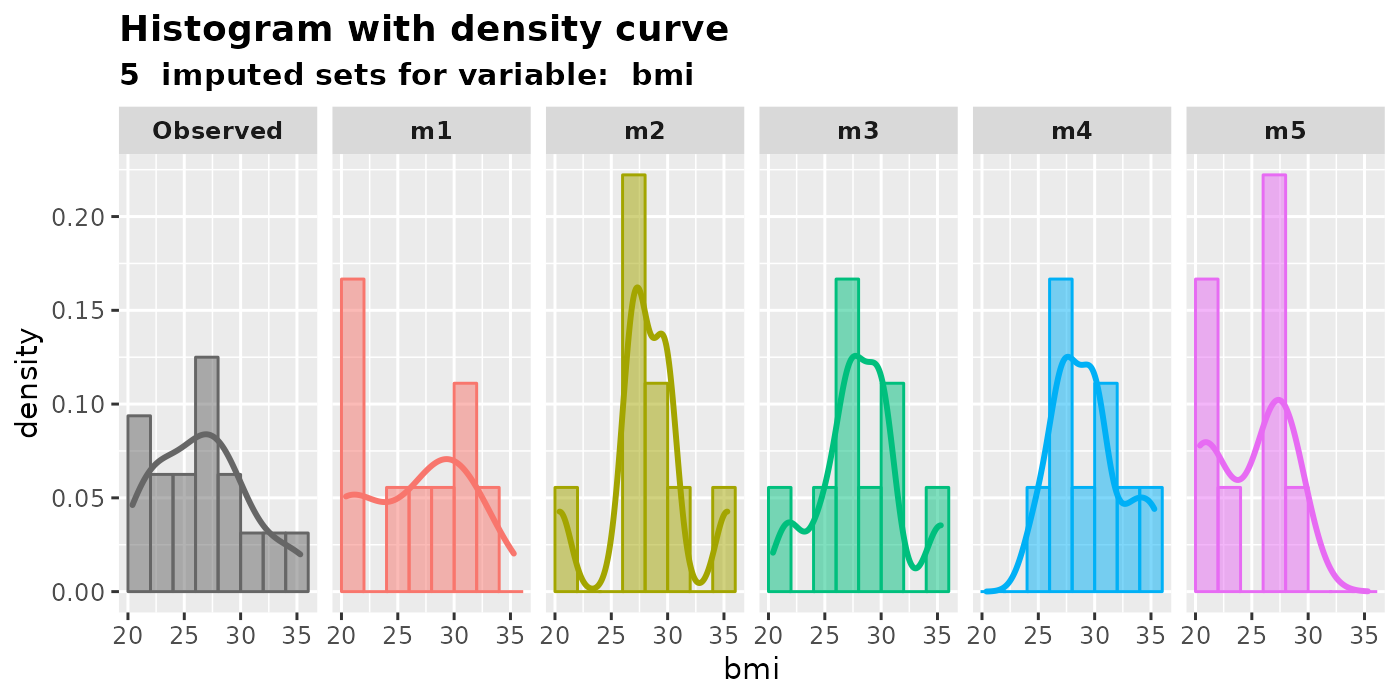 Histogram with density curve
5  imputed sets for variable:  bmi
Observed m1 m2 m3 m4 m5
density
0.20
0.15
0.10
0.05
0.00
20 25 30 35 20 25 30 35 20 25 30 35 20 25 30 35 20 25 30 35 20 25 30 35
bmi